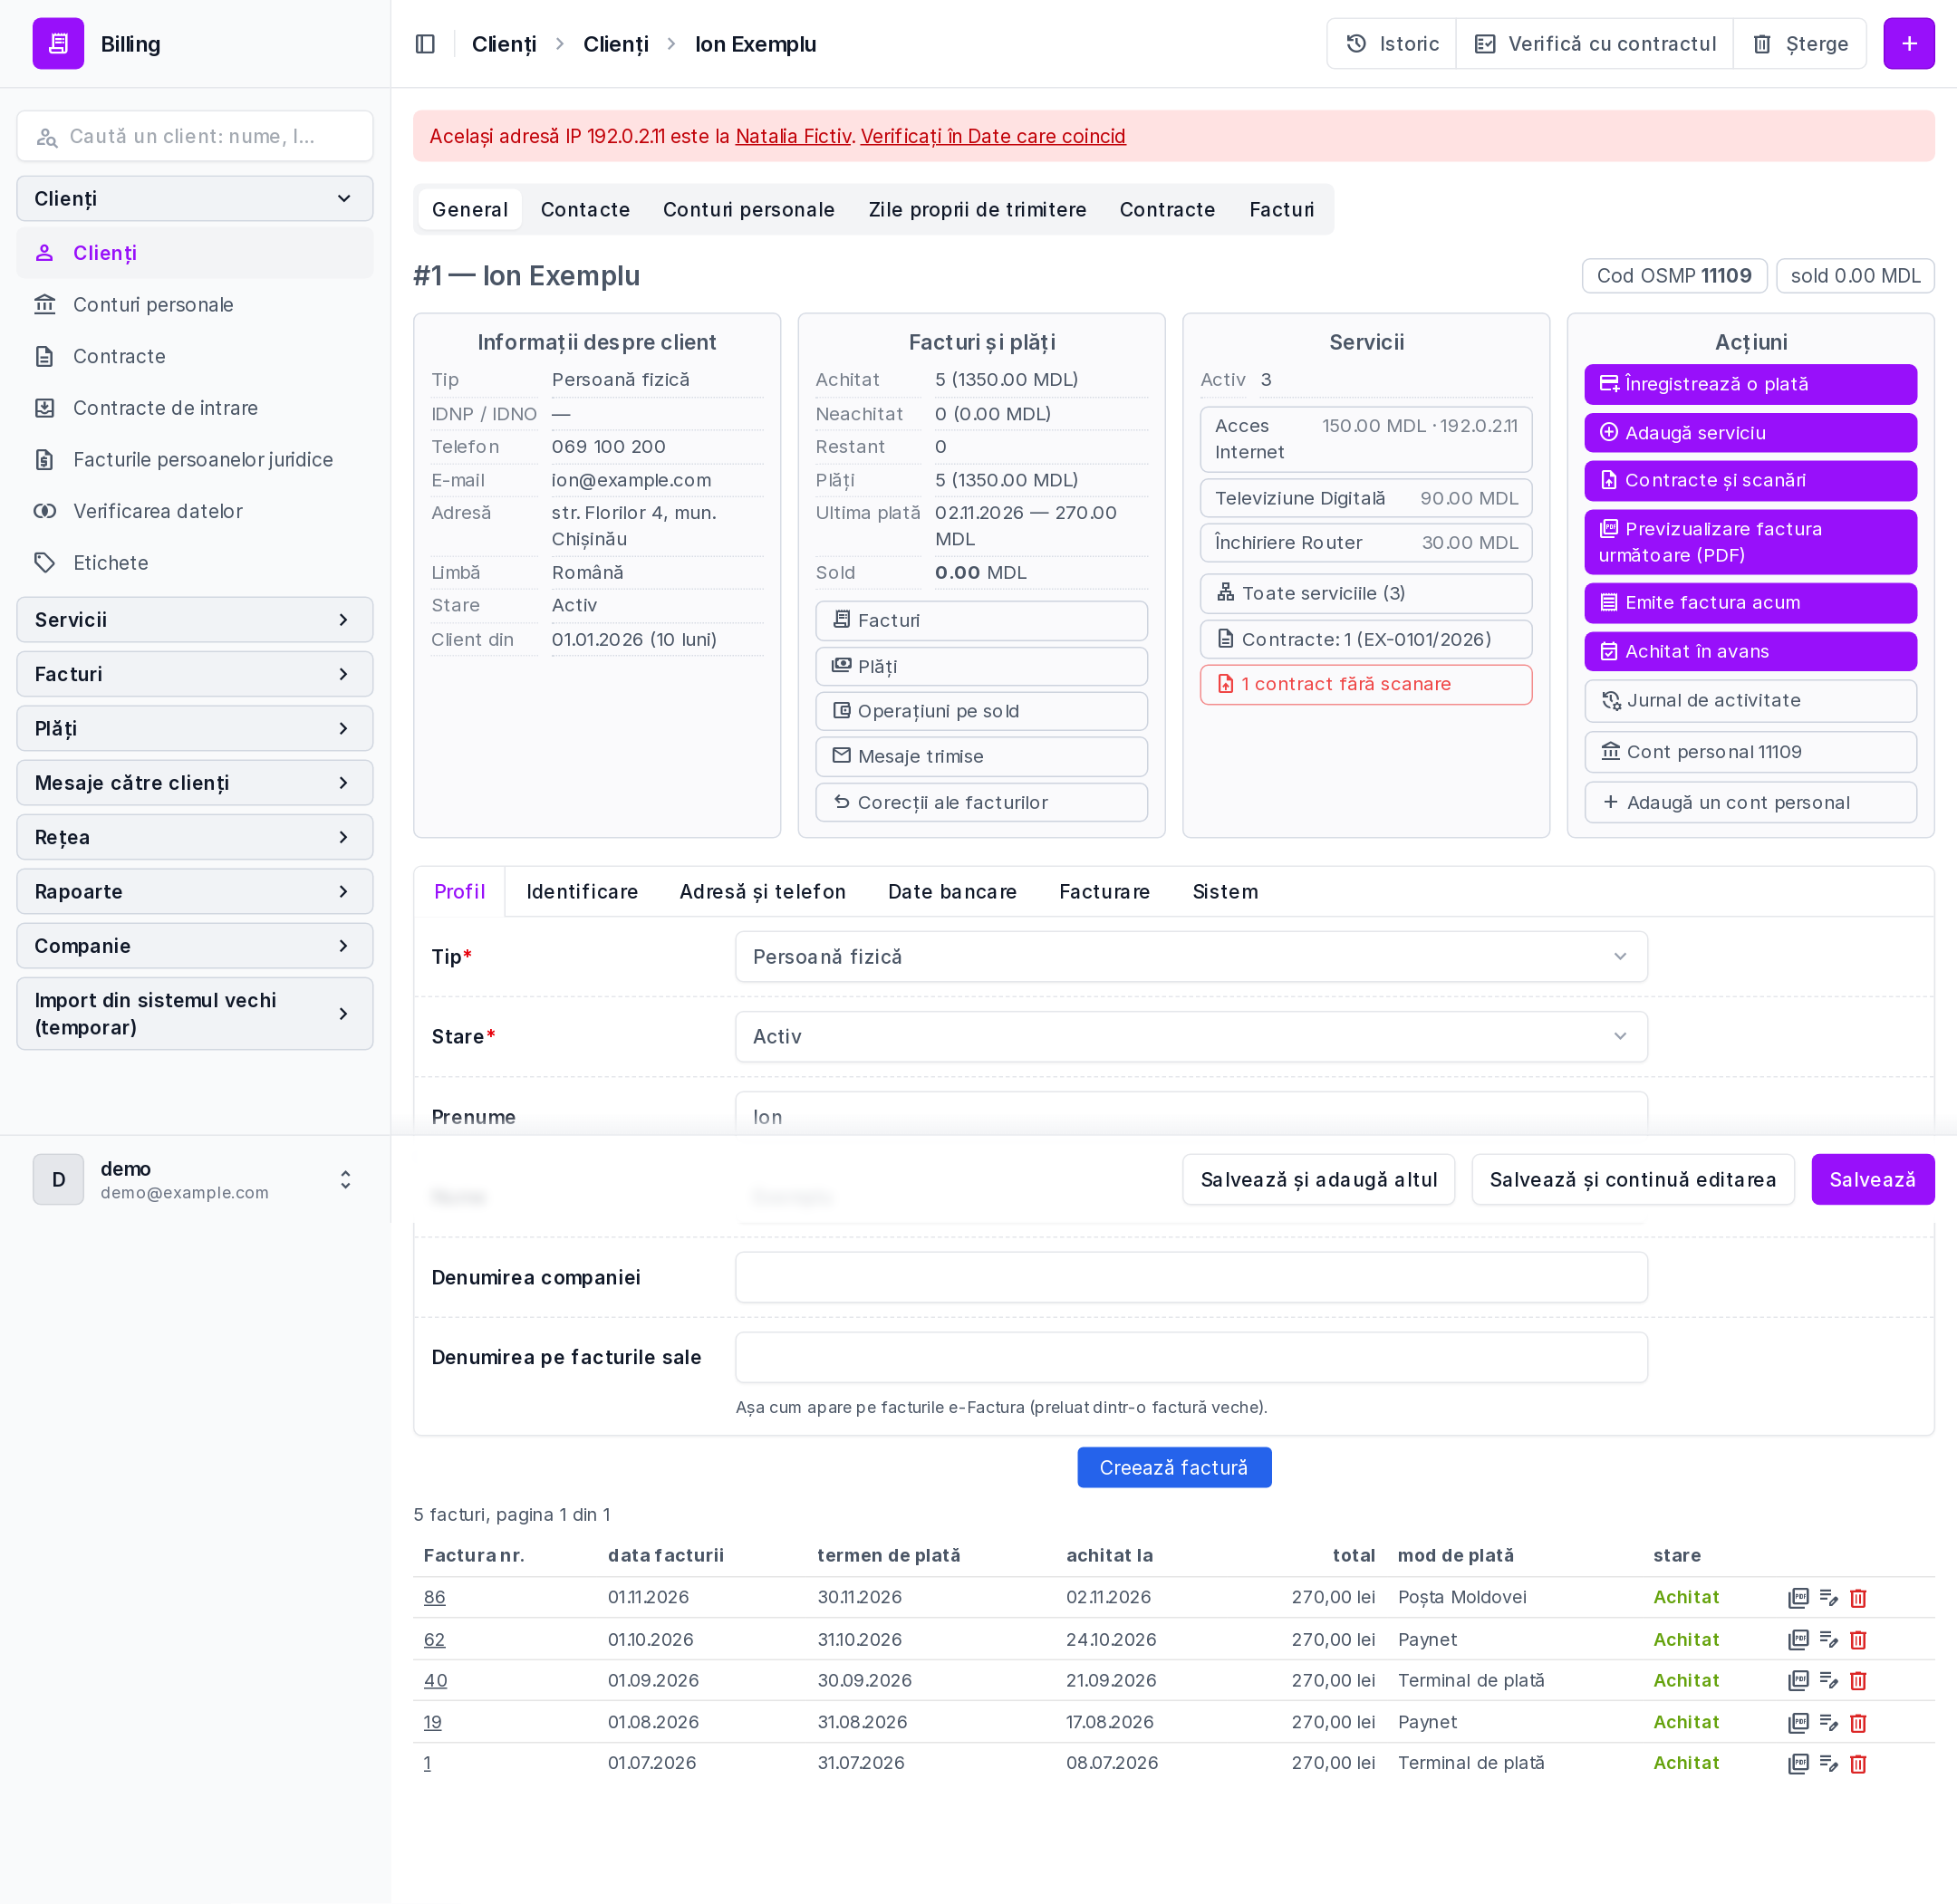 Billing
Clienți
Clienți
Ion Exemplu
Istoric
Verifică cu contractul
Șterge
Caută un client: nume, l...
Clienți
Clienți
Conturi personale
Contracte
Contracte de intrare
Facturile persoanelor juridice
Verificarea datelor
Etichete
Servicii
Facturi
Plăți
Mesaje către clienți
Rețea
Rapoarte
Companie
Import din sistemul vechi
(temporar)
D
demo
demo@example.com
Același adresă IP 192.0.2.11 este la Natalia Fictiv. Verificați în Date care coincid
General
Contacte
Conturi personale
Zile proprii de trimitere
Contracte
Facturi
#1 — Ion Exemplu
Cod OSMP 11109
sold 0.00 MDL
Informații despre client
Tip Persoană fizică
IDNP / IDNO —
Telefon 069 100 200
E-mail ion@example.com
Adresă str. Florilor 4, mun.
Chișinău
Limbă Română
Stare Activ
Client din 01.01.2026 (10 luni)
Facturi și plăți
Achitat 5 (1350.00 MDL)
Neachitat 0 (0.00 MDL)
Restant 0
Plăți 5 (1350.00 MDL)
Ultima plată 02.11.2026 — 270.00
MDL
Sold 0.00 MDL
Facturi
Plăți
Operațiuni pe sold
Mesaje trimise
Corecții ale facturilor
Servicii
Activ 3
Acces 150.00 MDL · 192.0.2.11
Internet
Televiziune Digitală 90.00 MDL
Închiriere Router 30.00 MDL
Toate serviciile (3)
Contracte: 1 (EX-0101/2026)
1 contract fără scanare
Acțiuni
Înregistrează o plată
Adaugă serviciu
Contracte și scanări
Previzualizare factura
următoare (PDF)
Emite factura acum
Achitat în avans
Jurnal de activitate
Cont personal 11109
Adaugă un cont personal
Profil
Identificare
Adresă și telefon
Date bancare
Facturare
Sistem
Tip* Persoană fizică
Stare* Activ
Prenume Ion
Salvează și adaugă altul
Salvează și continuă editarea
Salvează
Denumirea companiei
Denumirea pe facturile sale
Așa cum apare pe facturile e-Factura (preluat dintr-o factură veche).
Creează factură
5 facturi, pagina 1 din 1
Factura nr. data facturii termen de plată achitat la total mod de plată stare
86 01.11.2026 30.11.2026 02.11.2026 270,00 lei Poșta Moldovei Achitat
62 01.10.2026 31.10.2026 24.10.2026 270,00 lei Paynet Achitat
40 01.09.2026 30.09.2026 21.09.2026 270,00 lei Terminal de plată Achitat
19 01.08.2026 31.08.2026 17.08.2026 270,00 lei Paynet Achitat
1 01.07.2026 31.07.2026 08.07.2026 270,00 lei Terminal de plată Achitat